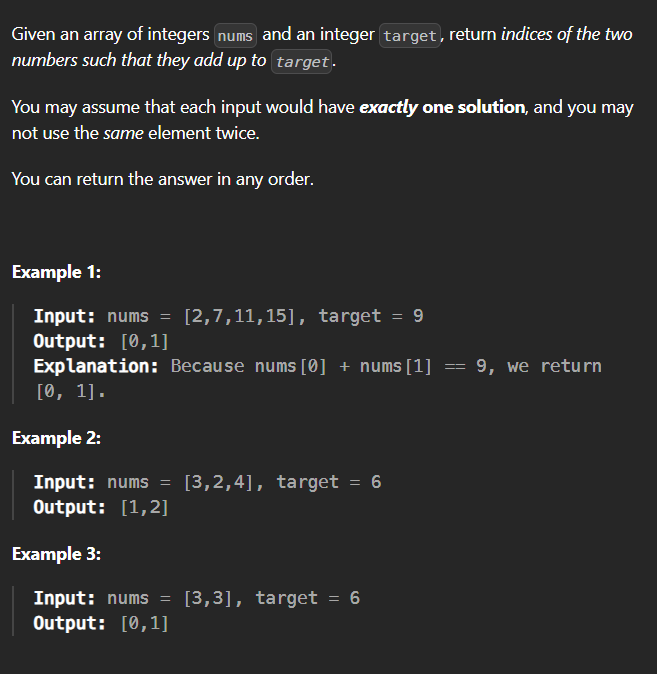 Given an array of integers nums and an integer target, return indices of the two
numbers such that they add up to target.
You may assume that each input would have exactly one solution, and you may
not use the same element twice.
You can return the answer in any order.
Example 1:
Input: nums = [2,7,11,15], target = 9
Output: [0,1]
Explanation: Because nums[0] + nums[1] == 9, we return
[0, 1].
Example 2:
Input: nums = [3,2,4], target = 6
Output: [1,2]
Example 3:
Input: nums = [3,3], target = 6
Output: [0,1]